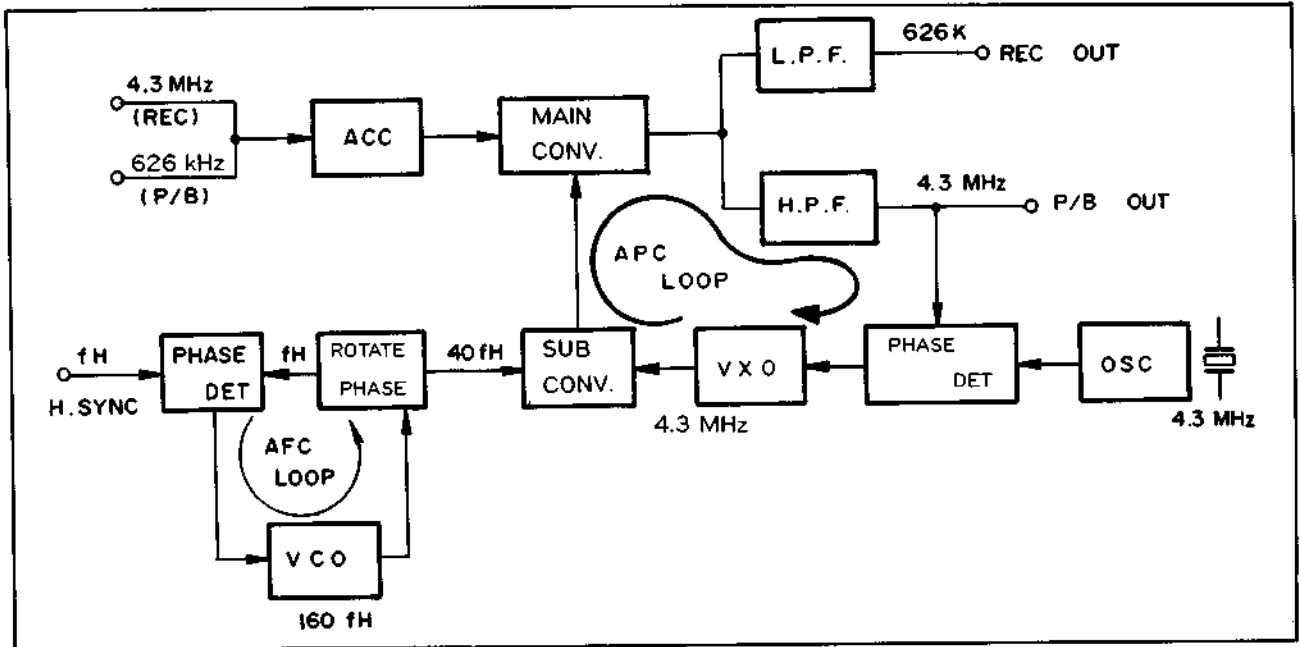 4.3 MHz
(REC)
626 kHz
(P/B)
ACC
MAIN
CONV.
L.P.F.
626K
REC OUT
H.P.F.
4.3 MHz
P/B OUT
APC
LOOP
fH
H.SYNC
PHASE
DET
fH
ROTATE
PHASE
40fH
SUB
CONV.
VXO
4.3 MHz
PHASE
DET
OSC
4.3 MHz
AFC
LOOP
VCO
160 fH